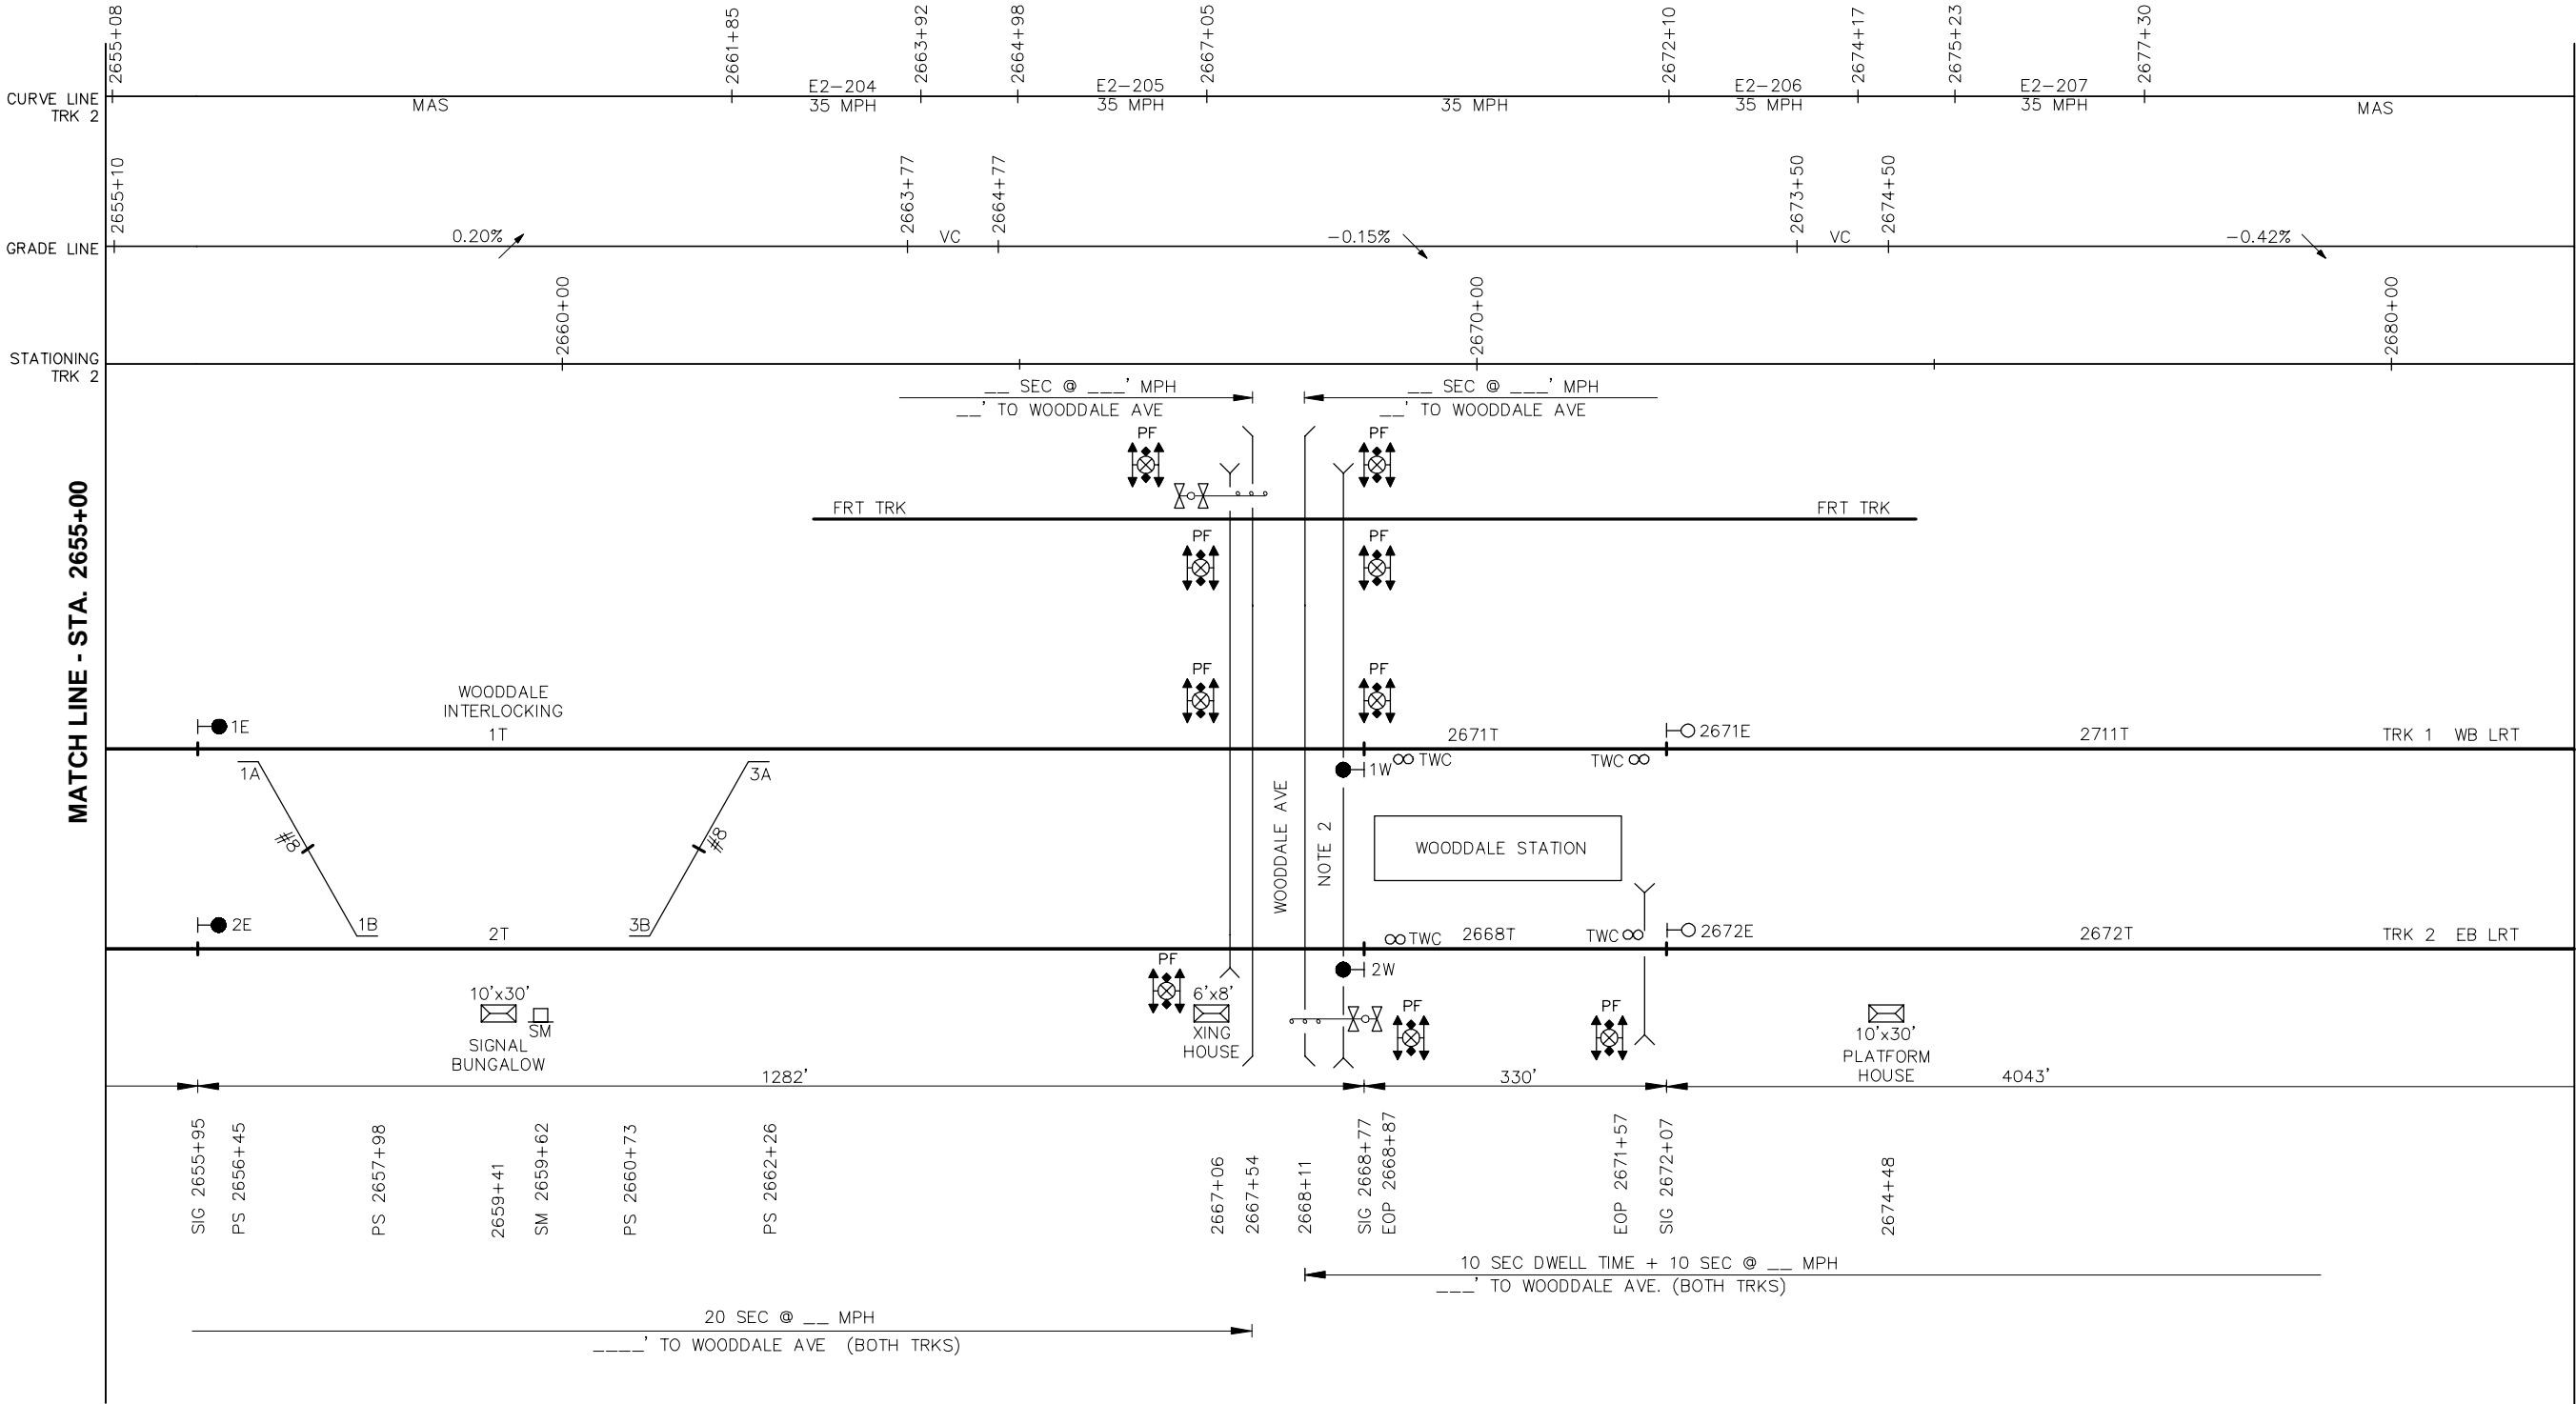 2655+08
2661+85
2663+92
2664+98
2667+05
2672+10
2674+17
2675+23
2677+30
CURVE LINE
TRK 2
MAS
E2-204
35 MPH
E2-205
35 MPH
35 MPH
E2-206
35 MPH
E2-207
35 MPH
MAS
2655+10
2663+77
2664+77
2673+50
2674+50
GRADE LINE
0.20%
VC
-0.15%
VC
-0.42%
2660+00
2670+00
2680+00
STATIONING
TRK 2
__ SEC @ ___' MPH
__' TO WOODDALE AVE
__ SEC @ ___' MPH
__' TO WOODDALE AVE
PF
PF
FRT TRK
FRT TRK
PF
PF
MATCH LINE - STA. 2655+00
PF
PF
WOODDALE
INTERLOCKING
1E
1T
2671T
2671E
2711T
TRK 1 WB LRT
1A
3A
1W
TWC
TWC
#8
#8
WOODDALE AVE
NOTE 2
WOODDALE STATION
2E
1B
2T
3B
TWC
2668T
TWC
2672E
2672T
TRK 2 EB LRT
PF
2W
10'x30'
SM
SIGNAL
BUNGALOW
6'x8'
XING
HOUSE
PF
PF
10'x30'
PLATFORM
HOUSE
1282'
330'
4043'
SIG 2655+95
PS 2656+45
PS 2657+98
2659+41
SM 2659+62
PS 2660+73
PS 2662+26
2667+06
2667+54
2668+11
SIG 2668+77
EOP 2668+87
EOP 2671+57
SIG 2672+07
2674+48
10 SEC DWELL TIME + 10 SEC @ __ MPH
___' TO WOODDALE AVE. (BOTH TRKS)
20 SEC @ __ MPH
____' TO WOODDALE AVE (BOTH TRKS)